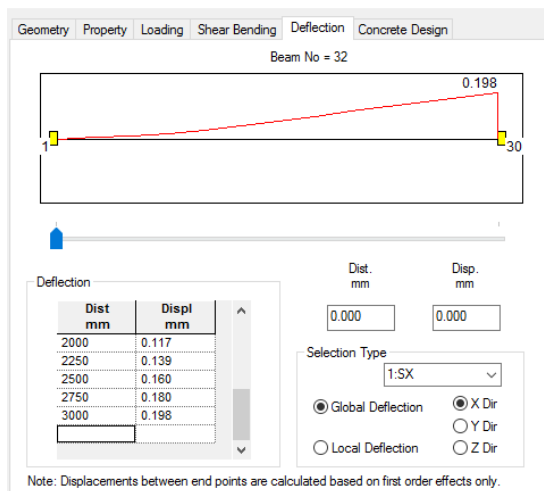 Geometry Property Loading Shear Bending Deflection Concrete Design
Beam No = 32
0.198
1
30
Deflection
Dist mm Displ mm
2000 0.117
2250 0.139
2500 0.160
2750 0.180
3000 0.198
Dist. mm
Disp. mm
0.000 0.000
Selection Type
1:SX
Global Deflection
Local Deflection
X Dir
Y Dir
Z Dir
Note: Displacements between end points are calculated based on first order effects only.